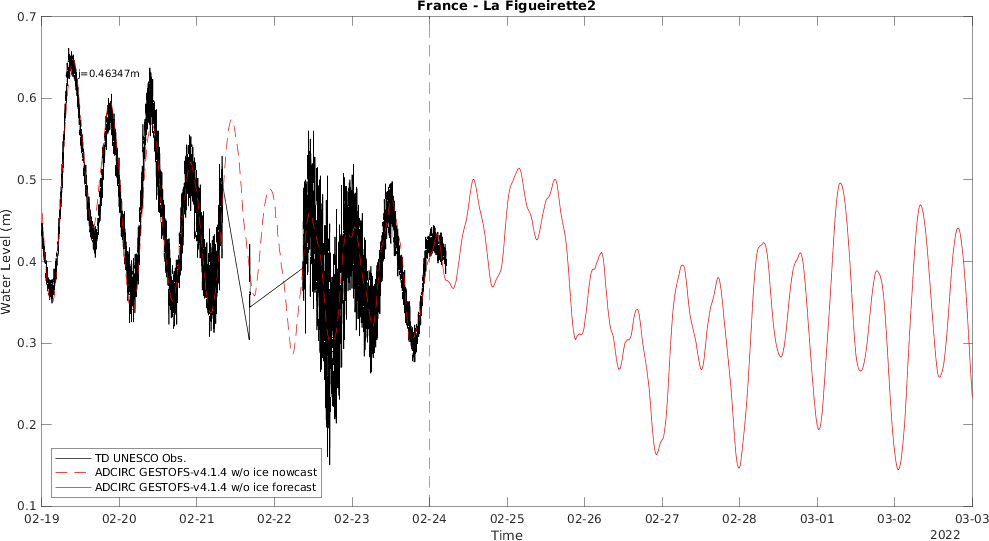 France - La Figueirette2
0.7
0.6
0.5
0.4
0.3
0.2
0.1
Water Level (m)
j=0.46347m
TD UNESCO Obs.
ADCIRC GESTOFS-v4.1.4 w/o ice nowcast
ADCIRC GESTOFS-v4.1.4 w/o ice forecast
02-19 02-20 02-21 02-22 02-23 02-24 02-25 02-26 02-27 02-28 03-01 03-02 03-03
Time
2022